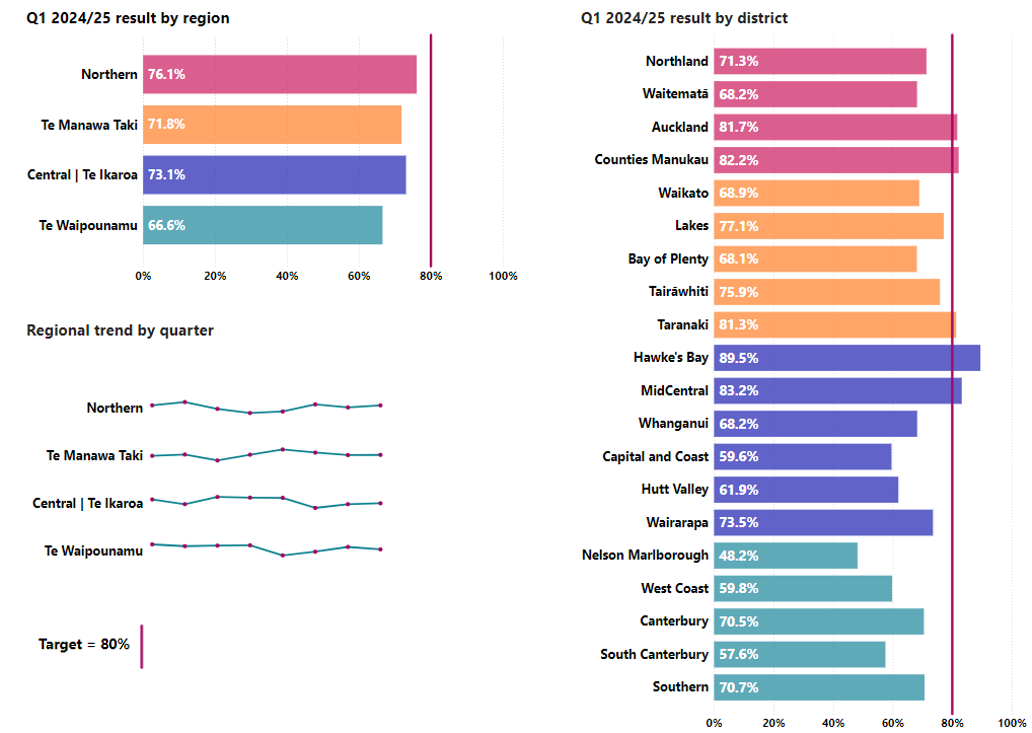 Q1 2024/25 result by region
Northern 76.1%
Te Manawa Taki 71.8%
Central | Te Ikaroa 73.1%
Te Waipounamu 66.6%
0% 20% 40% 60% 80% 100%
Regional trend by quarter
Northern
Te Manawa Taki
Central | Te Ikaroa
Te Waipounamu
Target = 80%
Q1 2024/25 result by district
Northland 71.3%
Waitematā 68.2%
Auckland 81.7%
Counties Manukau 82.2%
Waikato 68.9%
Lakes 77.1%
Bay of Plenty 68.1%
Tairāwhiti 75.9%
Taranaki 81.3%
Hawke's Bay 89.5%
MidCentral 83.2%
Whanganui 68.2%
Capital and Coast 59.6%
Hutt Valley 61.9%
Wairarapa 73.5%
Nelson Marlborough 48.2%
West Coast 59.8%
Canterbury 70.5%
South Canterbury 57.6%
Southern 70.7%
0% 20% 40% 60% 80% 100%